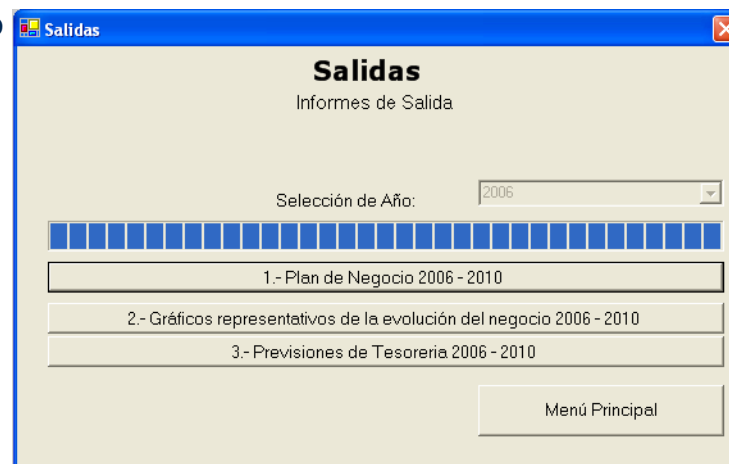 Salidas
Salidas
Informes de Salida
Selección de Año:
2006
1.- Plan de Negocio 2006 - 2010
2.- Gráficos representativos de la evolución del negocio 2006 - 2010
3.- Previsiones de Tesoreria 2006 - 2010
Menú Principal